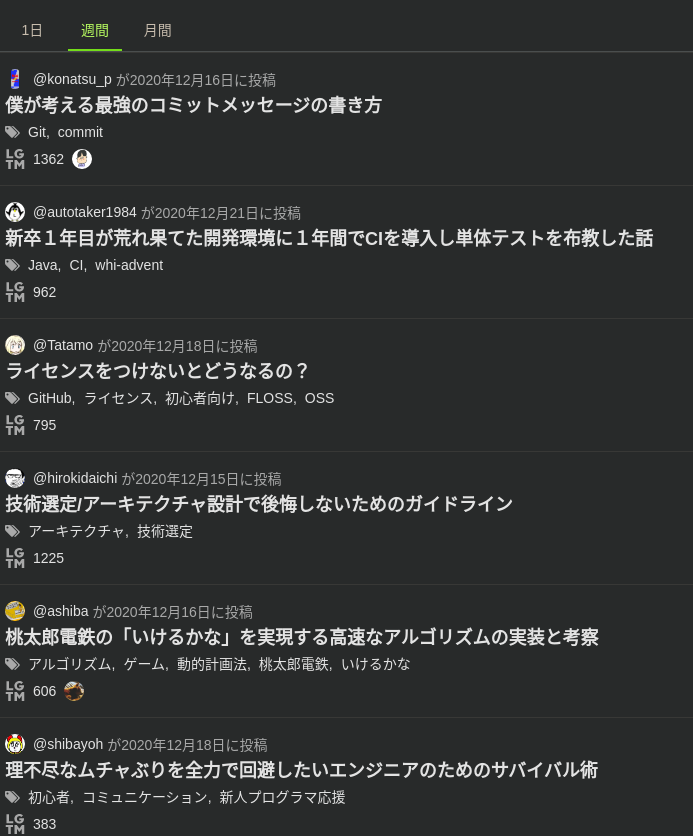 1日 週間 月間
@konatsu_p が2020年12月16日に投稿
僕が考える最強のコミットメッセージの書き方
Git, commit
LGTM 1362
@autotaker1984 が2020年12月21日に投稿
新卒１年目が荒れ果てた開発環境に１年間でCIを導入し単体テストを布教した話
Java, CI, whi-advent
LGTM 962
@Tatamo が2020年12月18日に投稿
ライセンスをつけないとどうなるの？
GitHub, ライセンス, 初心者向け, FLOSS, OSS
LGTM 795
@hirokidaichi が2020年12月15日に投稿
技術選定/アーキテクチャ設計で後悔しないためのガイドライン
アーキテクチャ, 技術選定
LGTM 1225
@ashiba が2020年12月16日に投稿
桃太郎電鉄の「いけるかな」を実現する高速なアルゴリズムの実装と考察
アルゴリズム, ゲーム, 動的計画法, 桃太郎電鉄, いけるかな
LGTM 606
@shibayoh が2020年12月18日に投稿
理不尽なムチャぶりを全力で回避したいエンジニアのためのサバイバル術
初心者, コミュニケーション, 新人プログラマ応援
LGTM 383